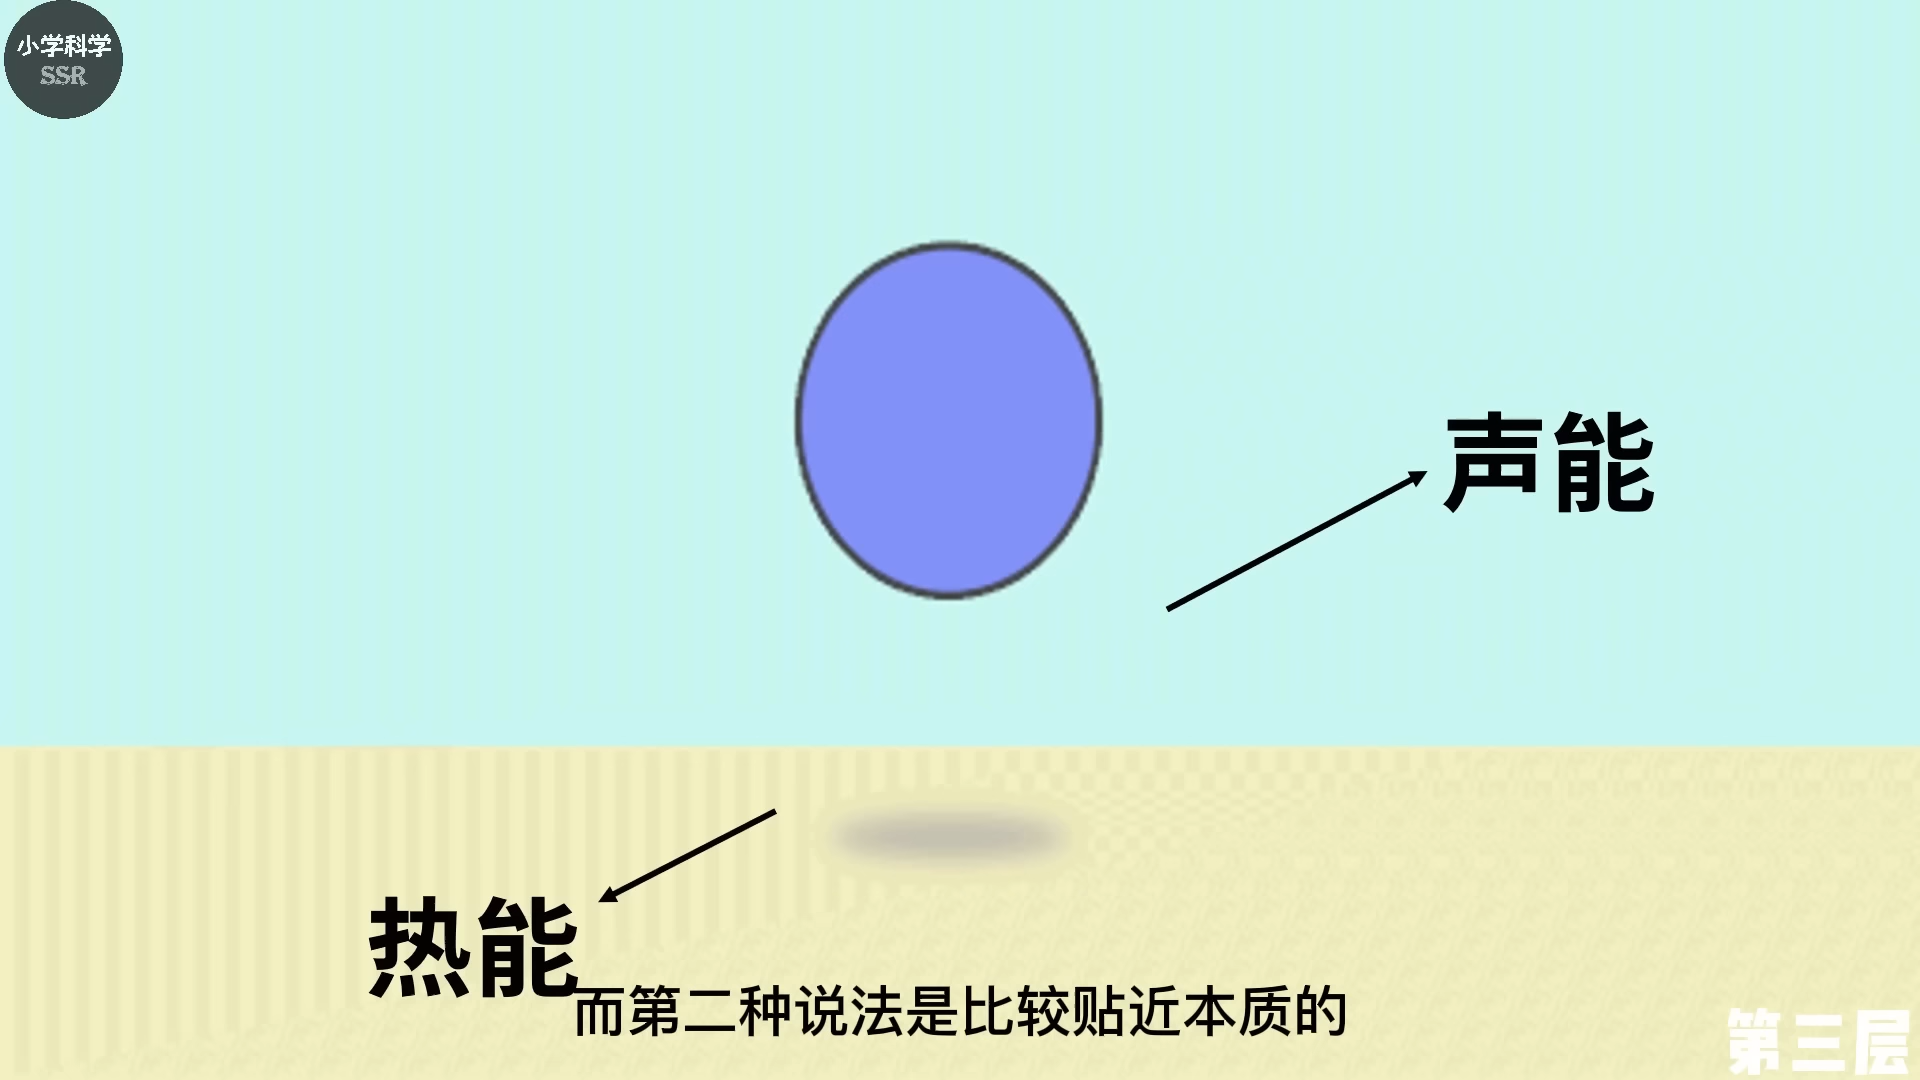 小学科学
SSR
声能
热能
而第二种说法是比较贴近本质的
第三层